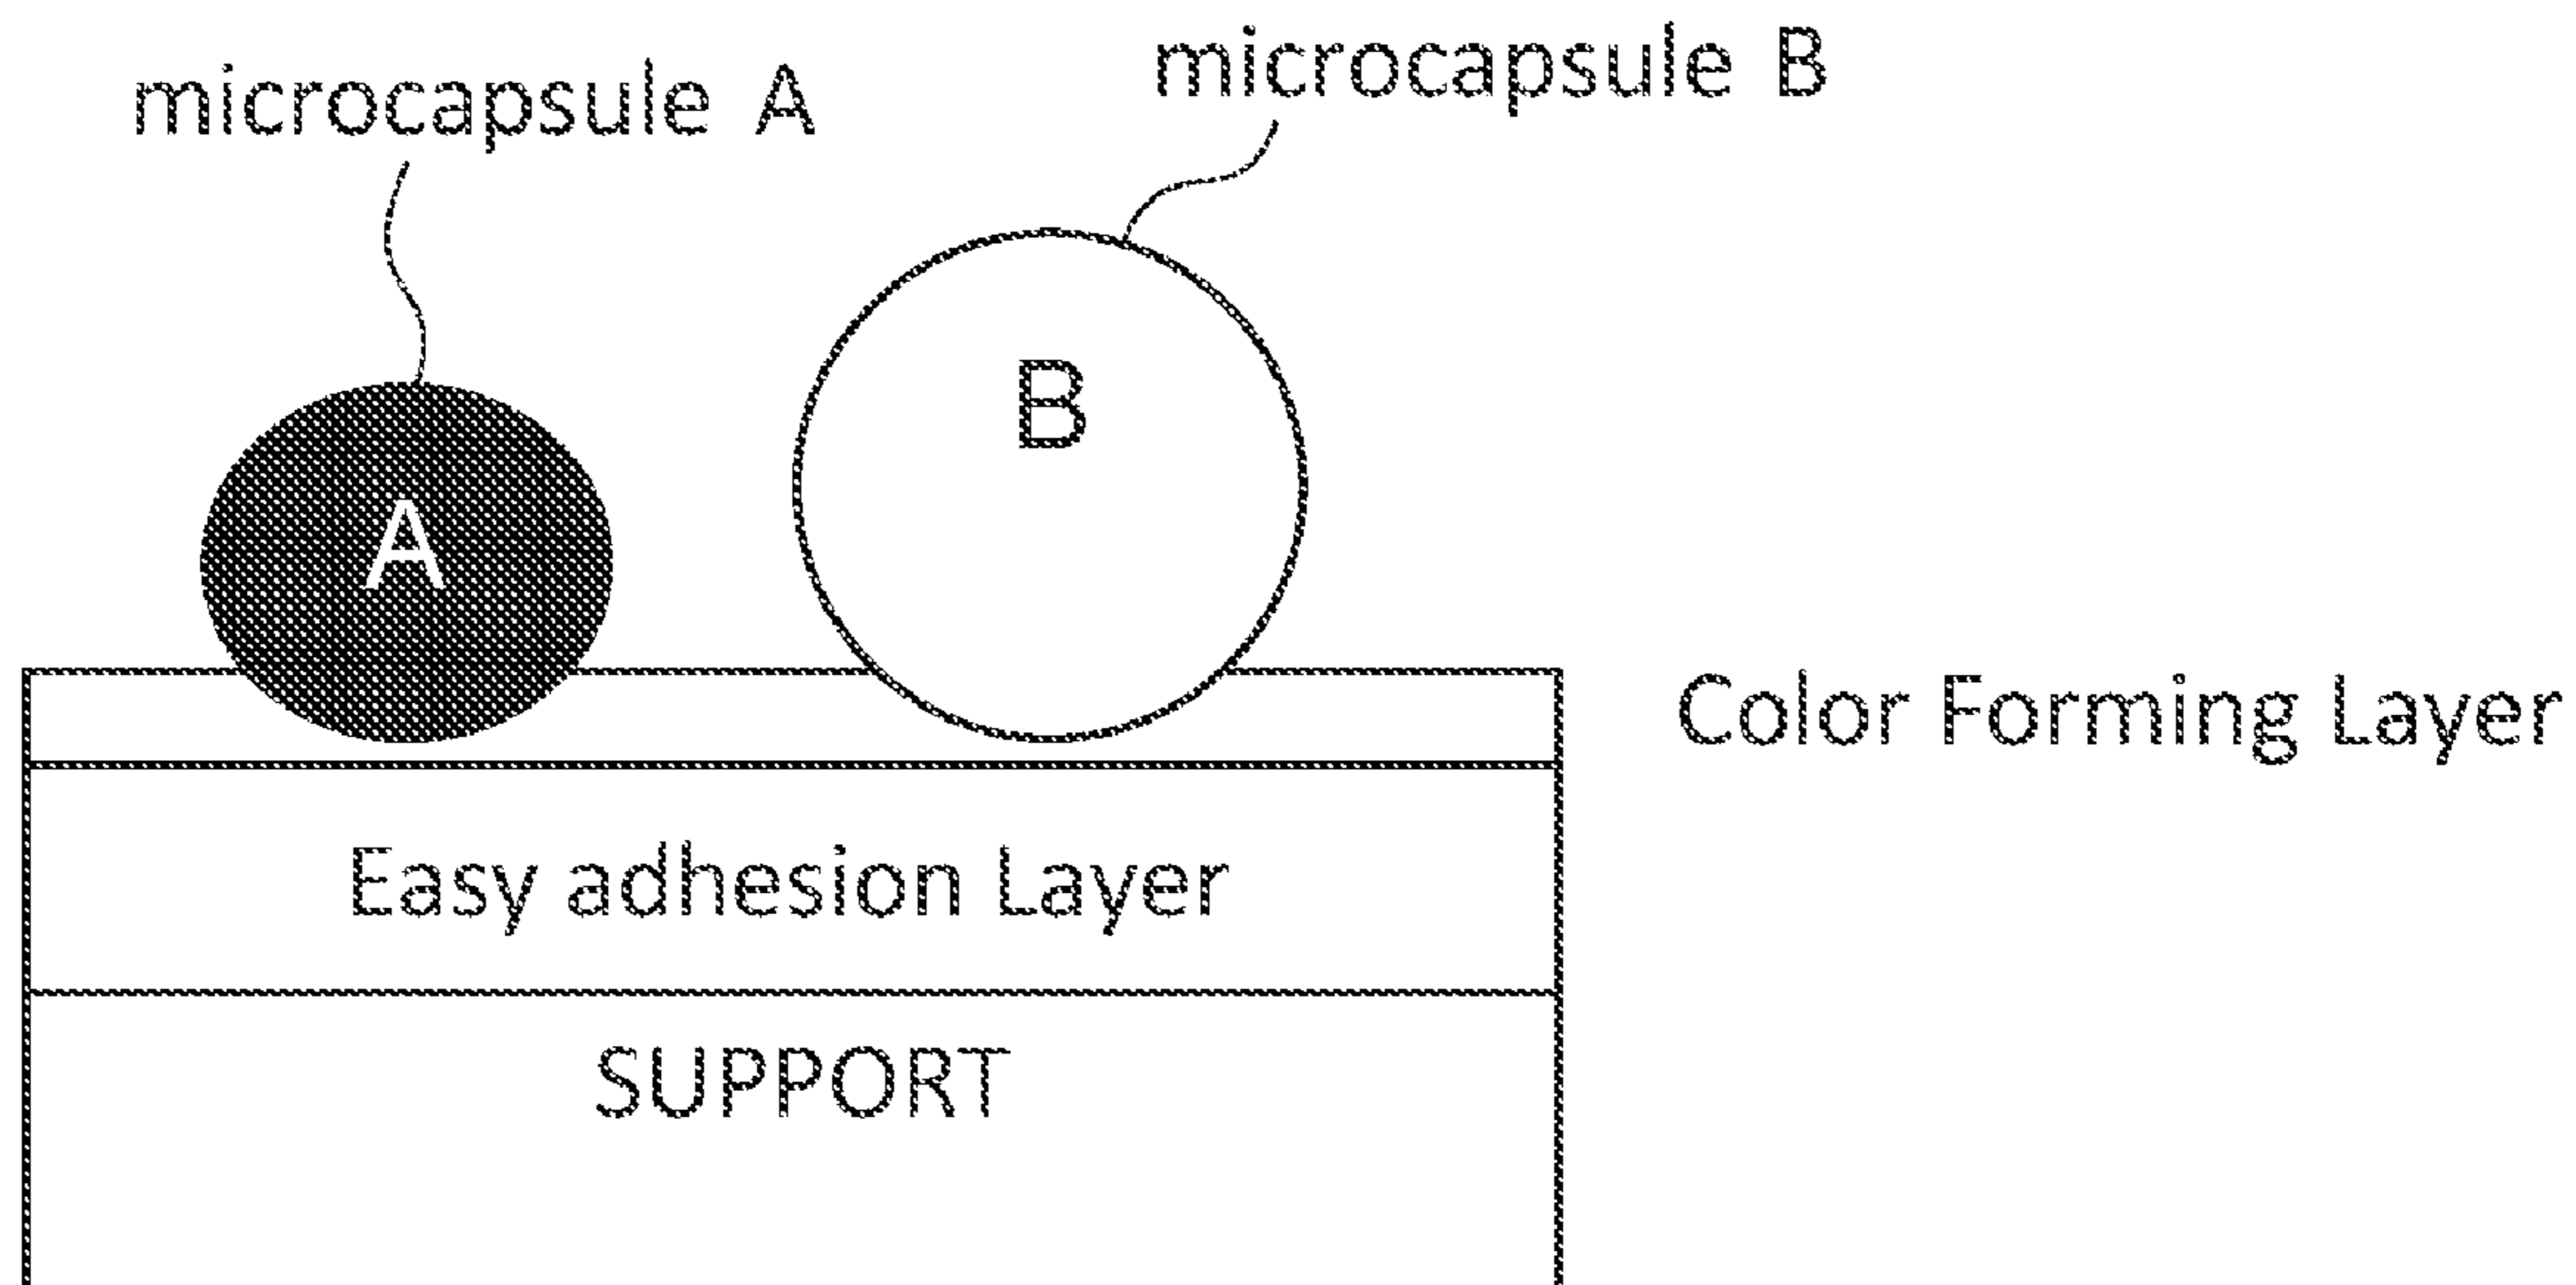 microcapsule A
microcapsule B
A
B
Color Forming Layer
Easy adhesion Layer
SUPPORT